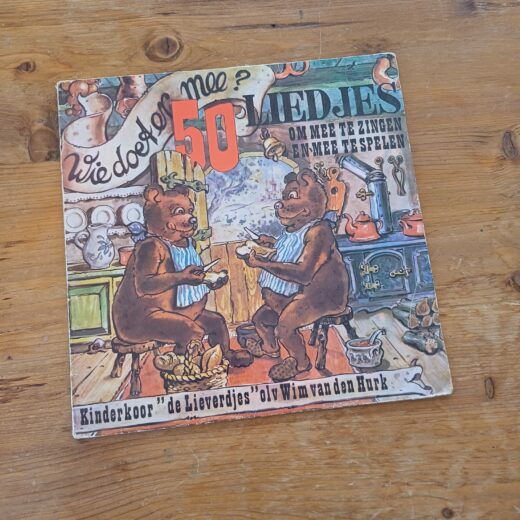 Wie doet er mee?
50 LIEDJES
OM MEE TE ZINGEN
EN-MEE TE SPELEN
Kinderkoor "de Lieverdjes" olv Wim van den Hurk